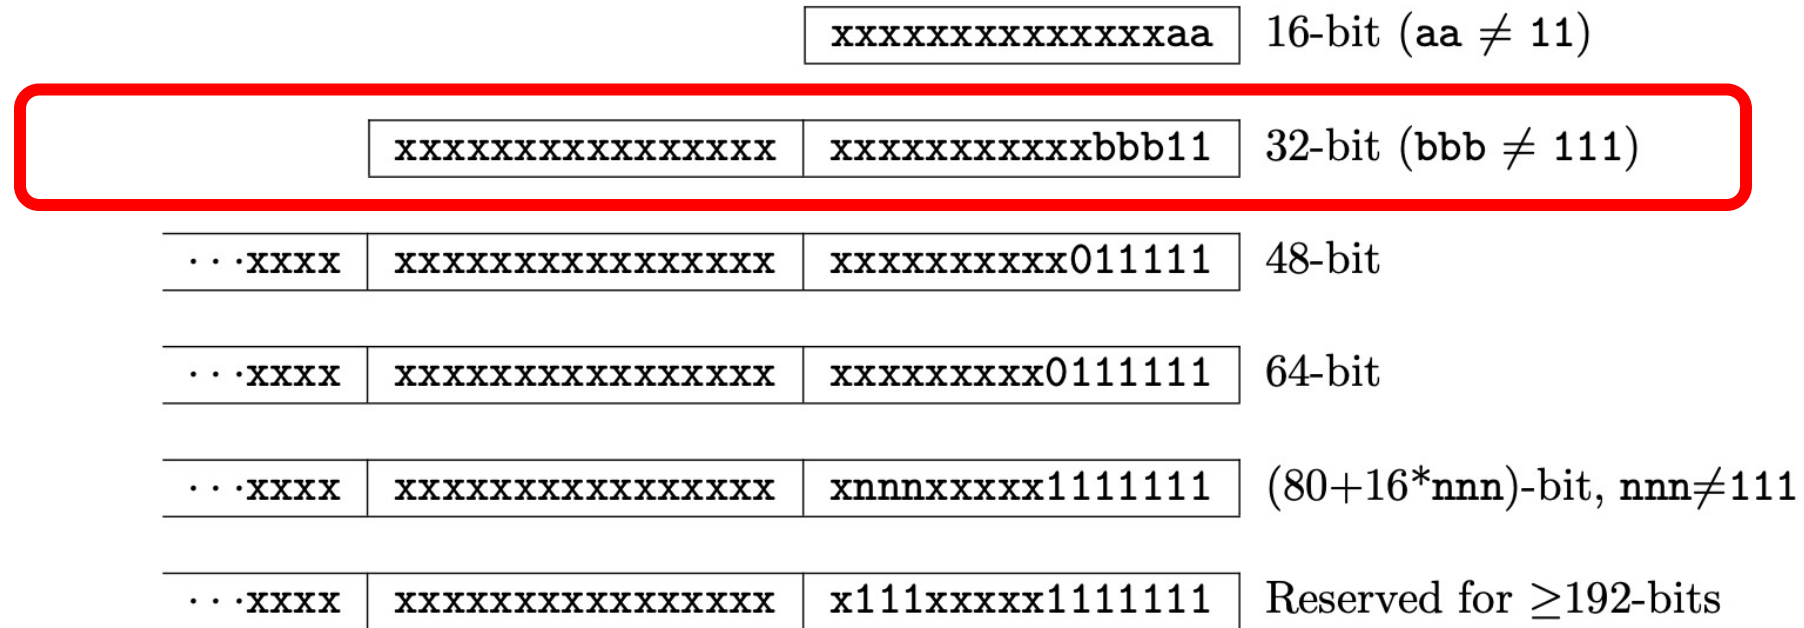 xxxxxxxxxxxxxxaa 16-bit (aa ≠ 11)
xxxxxxxxxxxxxxxx xxxxxxxxxxxbbb11 32-bit (bbb ≠ 111)
···xxxx xxxxxxxxxxxxxxxx xxxxxxxxxx011111 48-bit
···xxxx xxxxxxxxxxxxxxxx xxxxxxxxx0111111 64-bit
···xxxx xxxxxxxxxxxxxxxx xnnnxxxxx1111111 (80+16*nnn)-bit, nnn≠111
···xxxx xxxxxxxxxxxxxxxx x111xxxxx1111111 Reserved for ≥192-bits